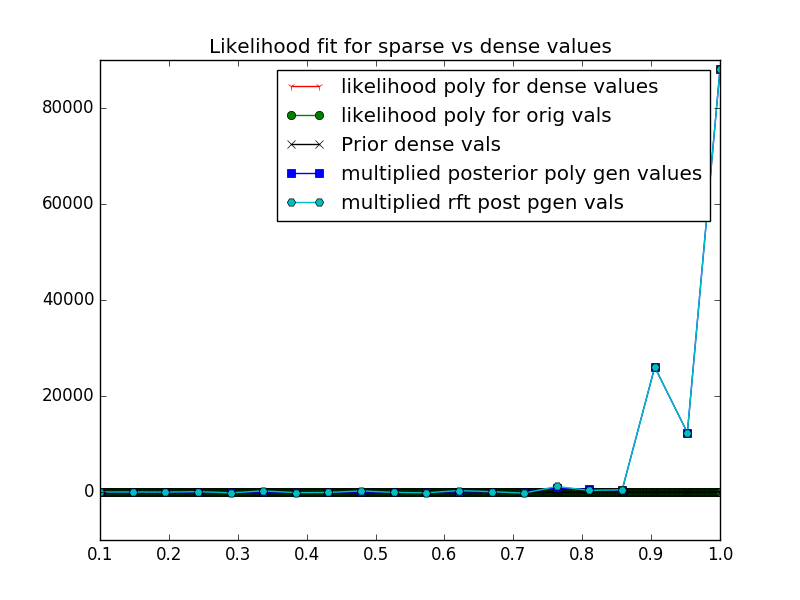 Likelihood fit for sparse vs dense values
likelihood poly for dense values
likelihood poly for orig vals
Prior dense vals
multiplied posterior poly gen values
multiplied rft post pgen vals
80000
60000
40000
20000
0
0.1 0.2 0.3 0.4 0.5 0.6 0.7 0.8 0.9 1.0